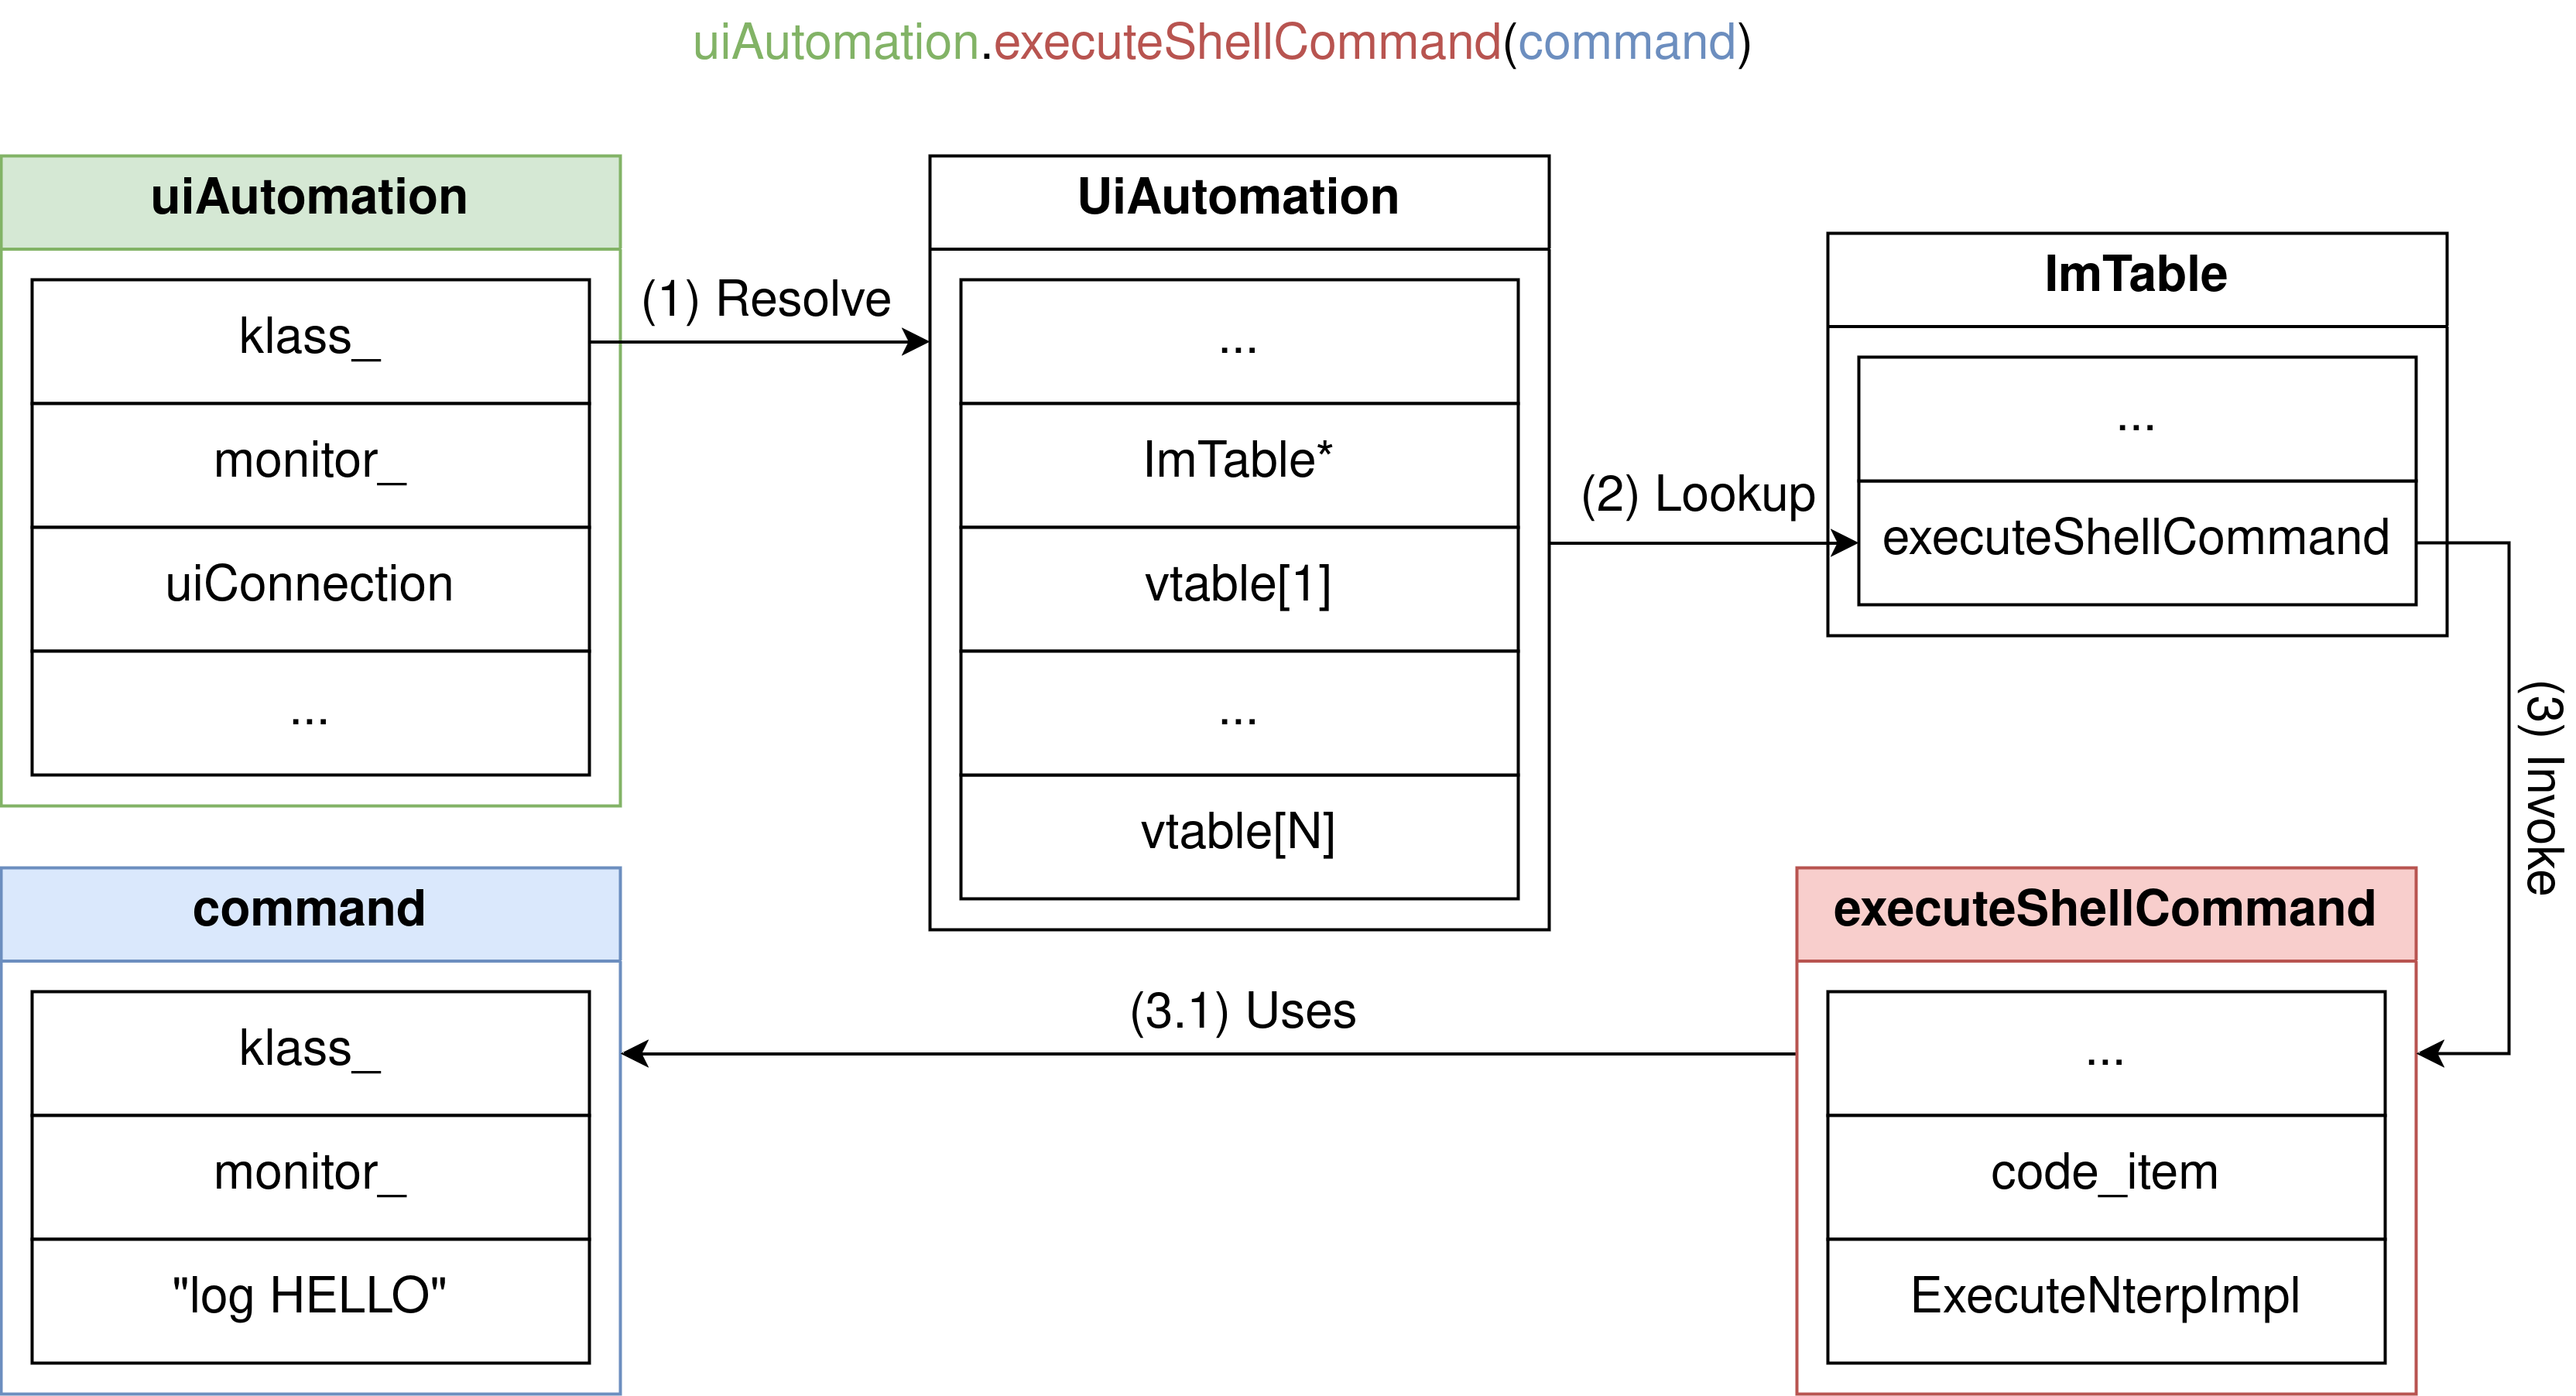 uiAutomation.executeShellCommand(command)
uiAutomation
klass_
monitor_
uiConnection
...
(1) Resolve
UiAutomation
...
ImTable*
vtable[1]
...
vtable[N]
(2) Lookup
ImTable
...
executeShellCommand
(3) Invoke
executeShellCommand
...
code_item
ExecuteNterpImpl
(3.1) Uses
command
klass_
monitor_
"log HELLO"